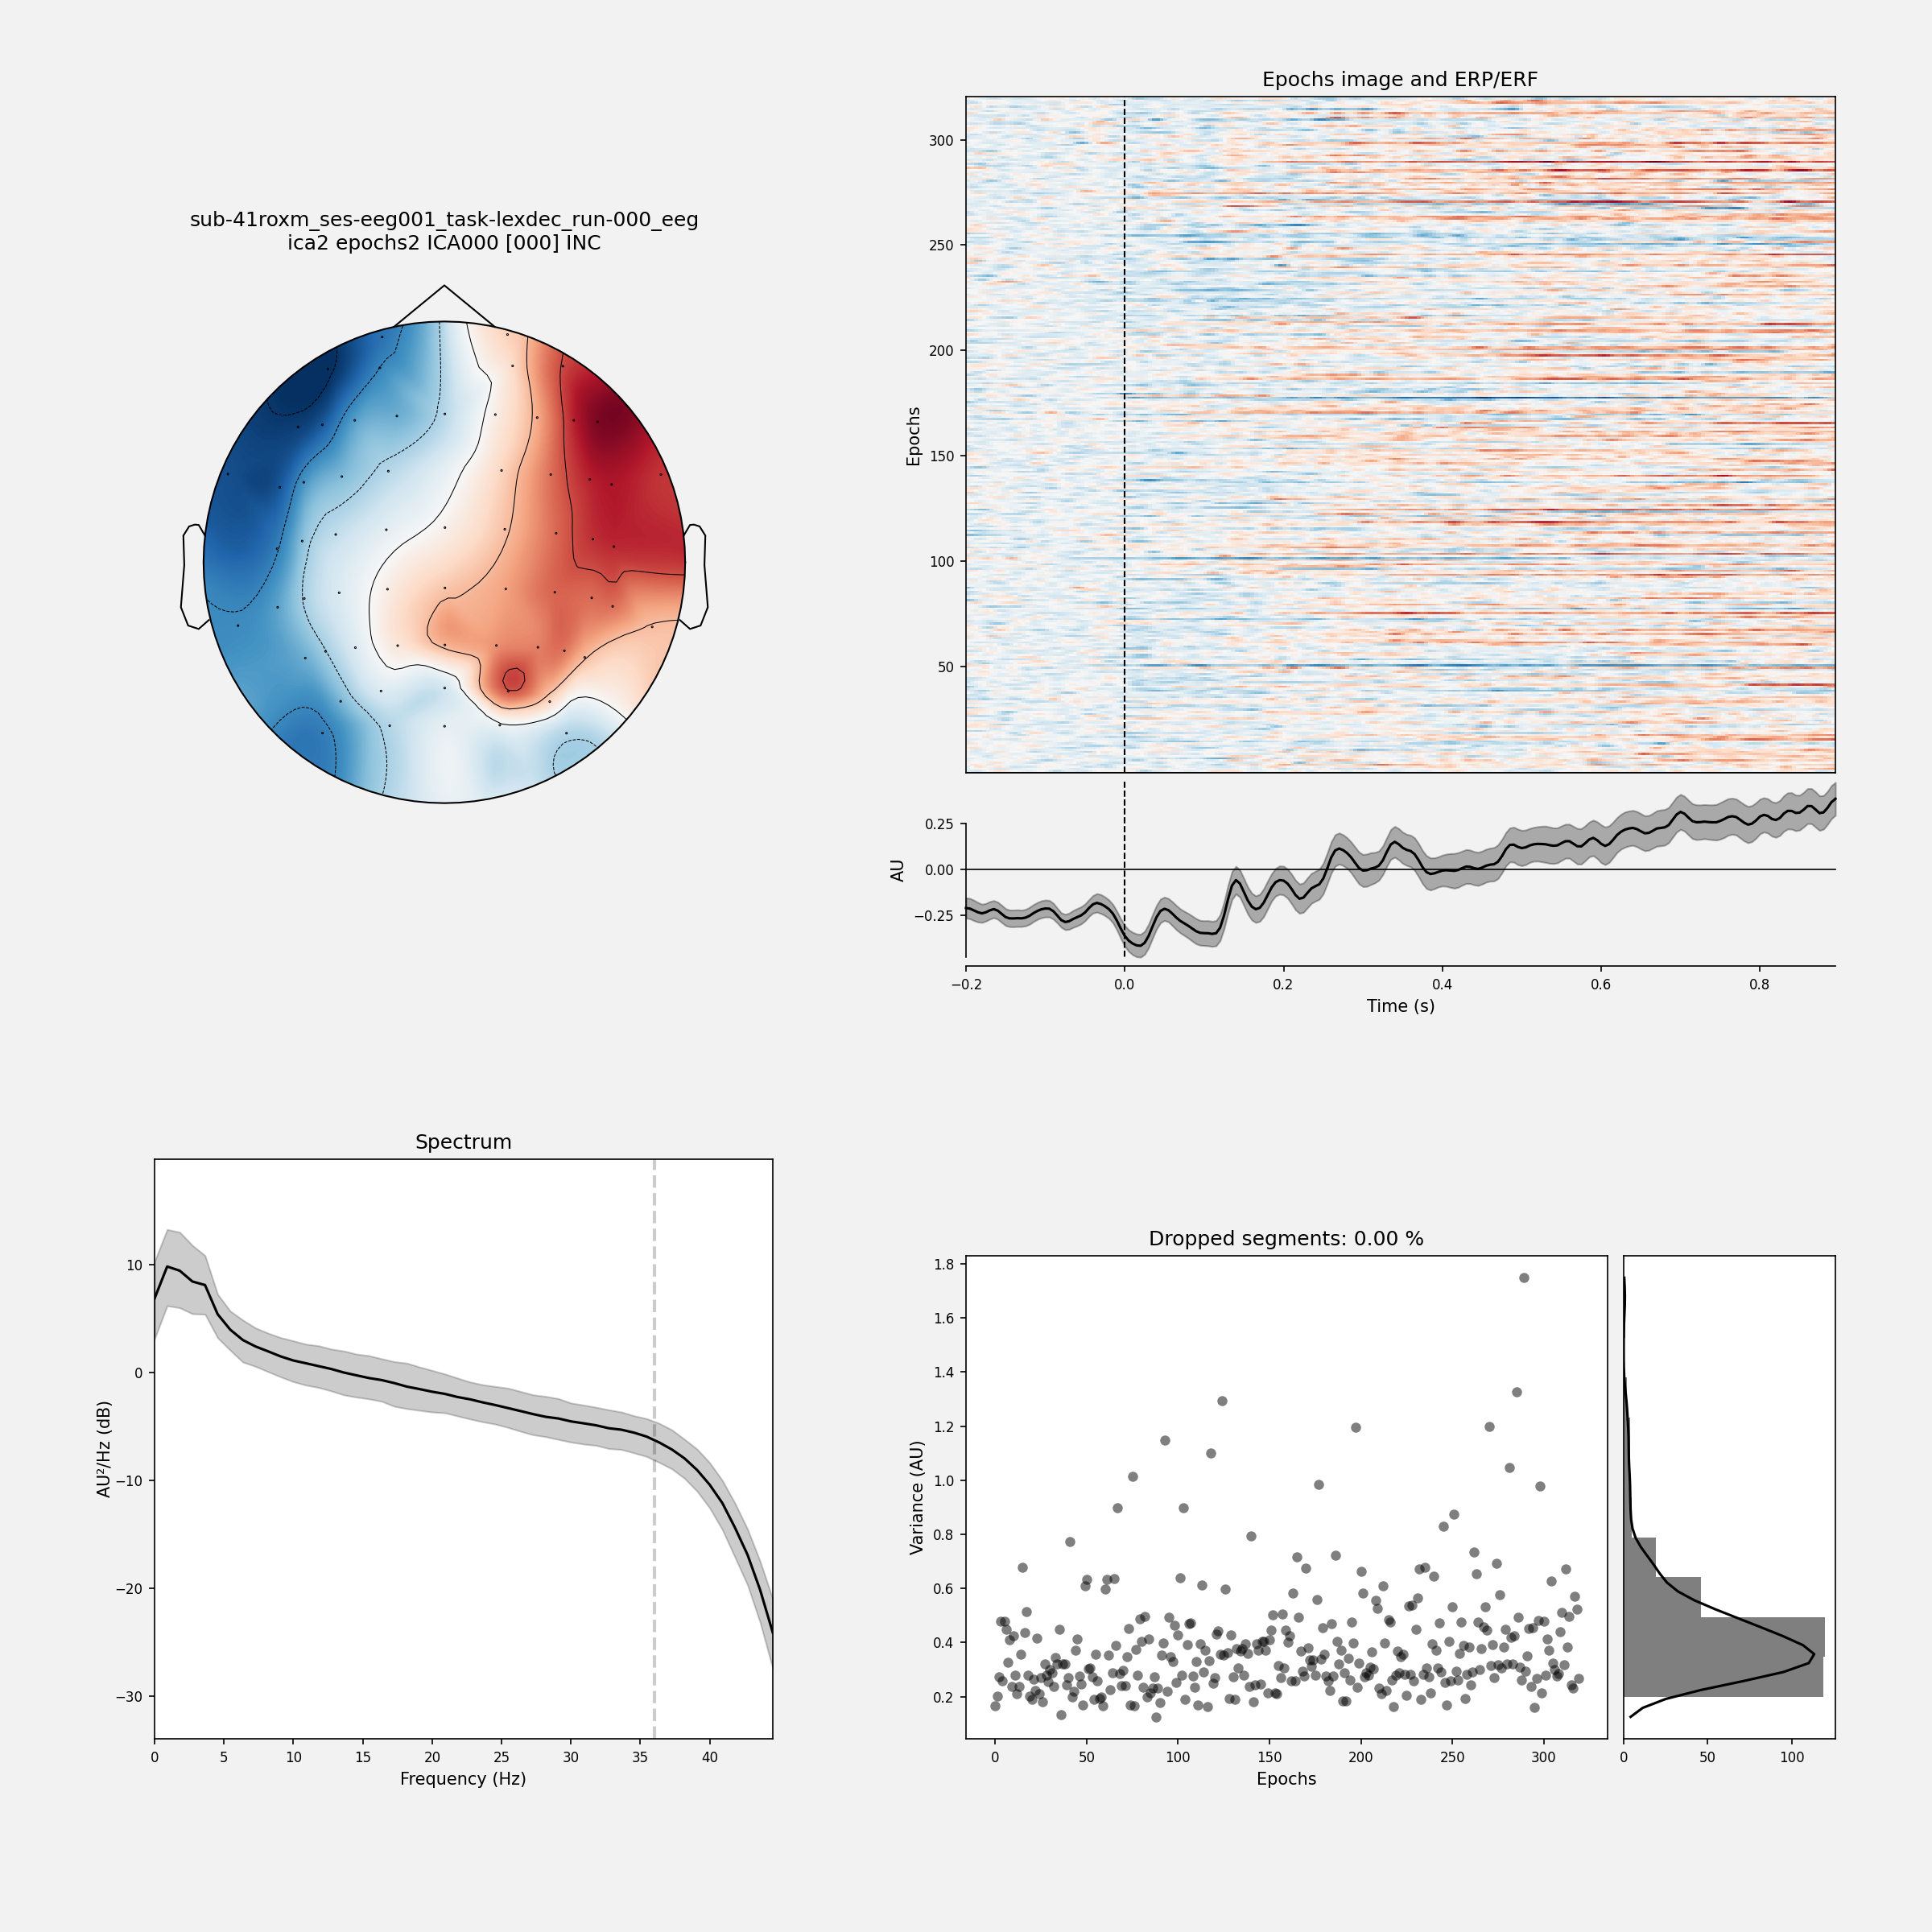 sub-41roxm_ses-eeg001_task-lexdec_run-000_eeg
ica2 epochs2 ICA000 [000] INC
Epochs image and ERP/ERF
Epochs
300
250
200
150
100
50
AU
0.25
0.00
−0.25
−0.2 0.0 0.2 0.4 0.6 0.8
Time (s)
Spectrum
AU²/Hz (dB)
10
0
−10
−20
−30
0 5 10 15 20 25 30 35 40
Frequency (Hz)
Dropped segments: 0.00 %
Variance (AU)
1.8
1.6
1.4
1.2
1.0
0.8
0.6
0.4
0.2
0 50 100 150 200 250 300
Epochs
0 50 100